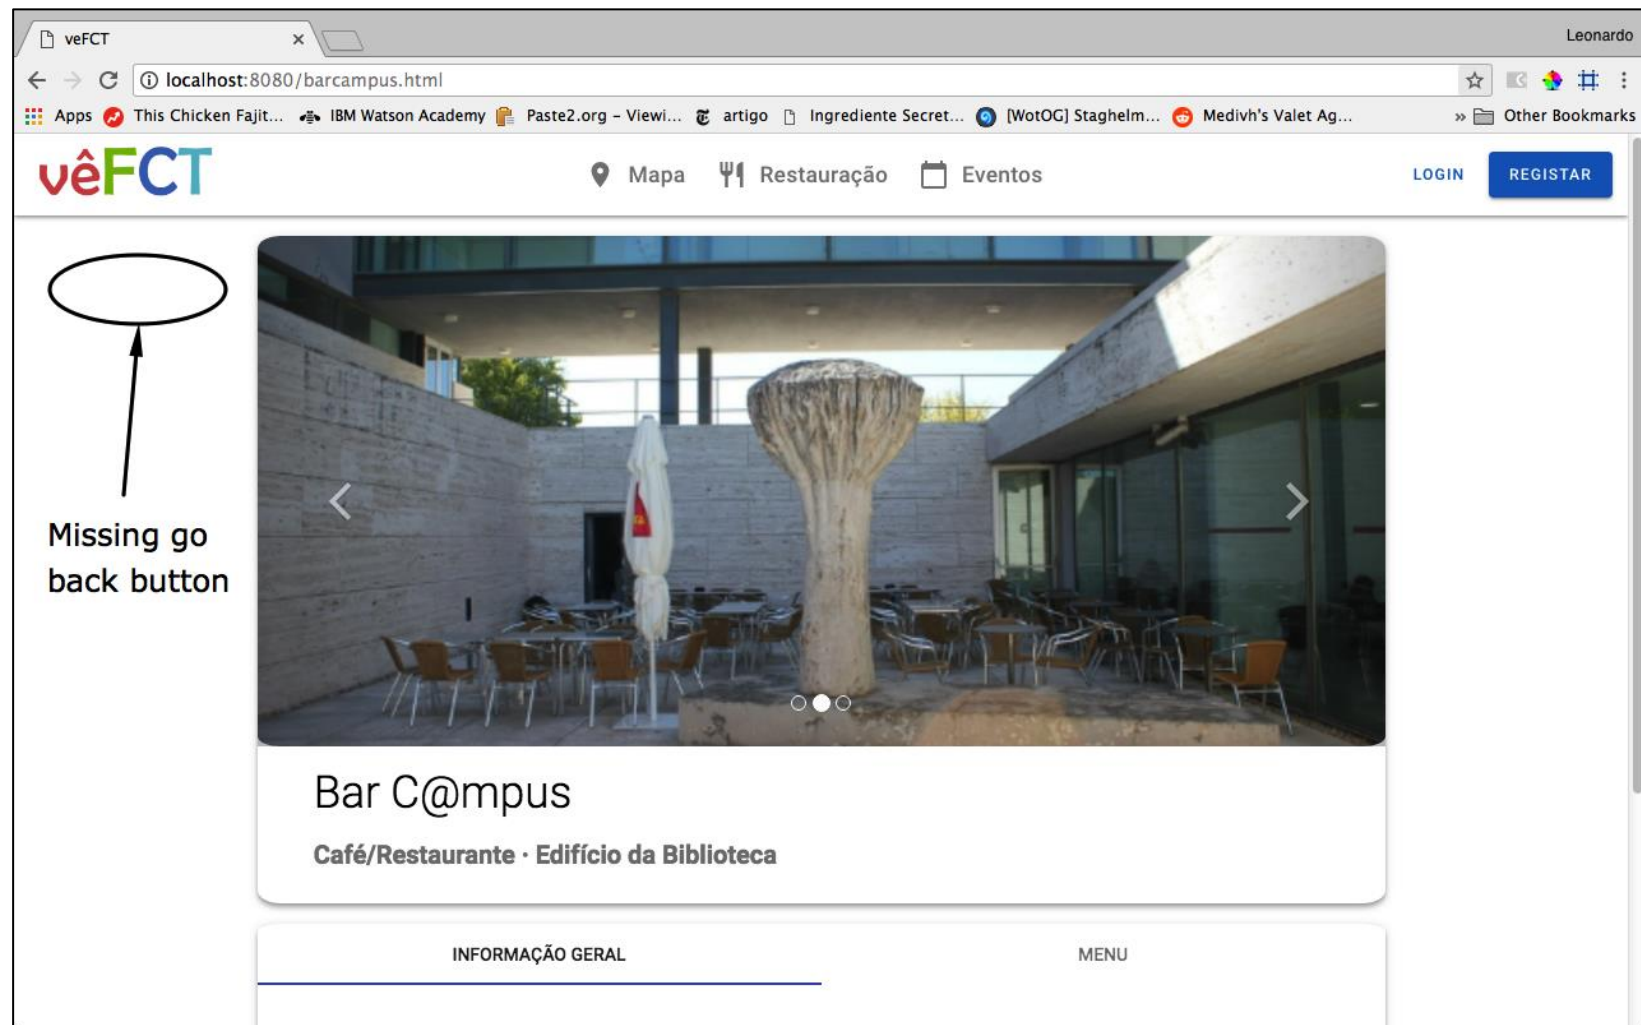 veFCT
Leonardo
localhost:8080/barcampus.html
Apps This Chicken Fajit... IBM Watson Academy Paste2.org – Viewi... artigo Ingrediente Secret... [WotOG] Staghelm... Medivh's Valet Ag... » Other Bookmarks
vêFCT Mapa Restauração Eventos LOGIN REGISTAR
Missing go
back button
Bar C@mpus
Café/Restaurante · Edifício da Biblioteca
INFORMAÇÃO GERAL MENU